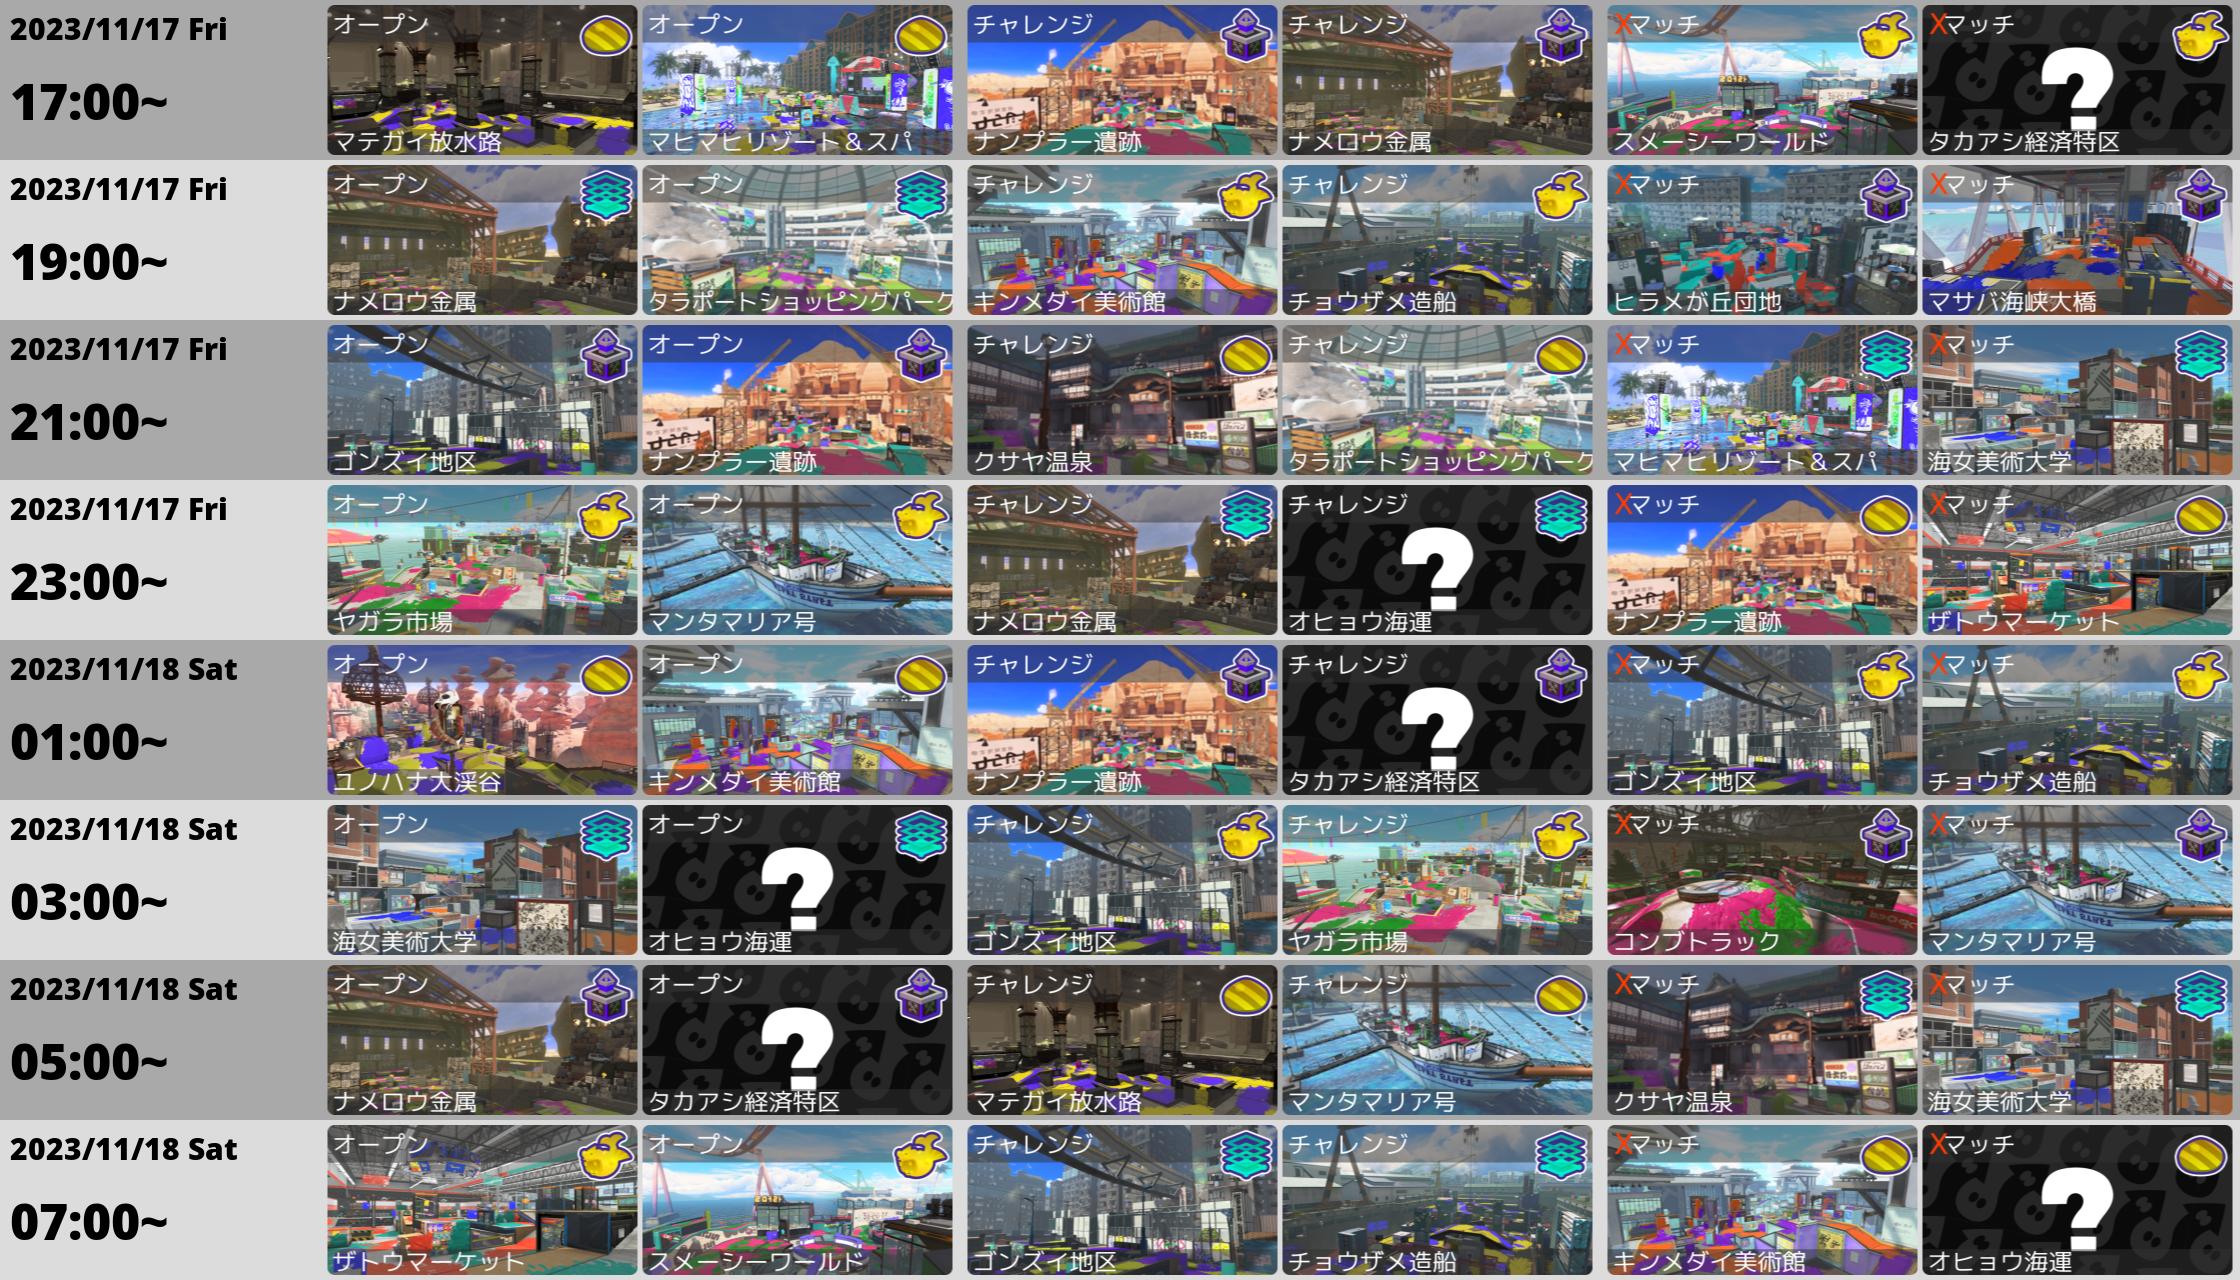 2023/11/17 Fri
17:00~
オープン
マテガイ放水路
オープン
マヒマヒリゾート＆スパ
チャレンジ
ナンプラー遺跡
チャレンジ
ナメロウ金属
Xマッチ
スメーシーワールド
Xマッチ
?
タカアシ経済特区
2023/11/17 Fri
19:00~
オープン
ナメロウ金属
オープン
タラポートショッピングパーク
チャレンジ
キンメダイ美術館
チャレンジ
チョウザメ造船
Xマッチ
ヒラメが丘団地
Xマッチ
マサバ海峡大橋
2023/11/17 Fri
21:00~
オープン
ゴンズイ地区
オープン
ナンプラー遺跡
チャレンジ
クサヤ温泉
チャレンジ
タラポートショッピングパーク
Xマッチ
マヒマヒリゾート＆スパ
Xマッチ
海女美術大学
2023/11/17 Fri
23:00~
オープン
ヤガラ市場
オープン
マンタマリア号
チャレンジ
ナメロウ金属
チャレンジ
?
オヒョウ海運
Xマッチ
ナンプラー遺跡
Xマッチ
ザトウマーケット
2023/11/18 Sat
01:00~
オープン
ユノハナ大渓谷
オープン
キンメダイ美術館
チャレンジ
ナンプラー遺跡
チャレンジ
?
タカアシ経済特区
Xマッチ
ゴンズイ地区
Xマッチ
チョウザメ造船
2023/11/18 Sat
03:00~
オープン
海女美術大学
オープン
?
オヒョウ海運
チャレンジ
ゴンズイ地区
チャレンジ
ヤガラ市場
Xマッチ
コンブトラック
Xマッチ
マンタマリア号
2023/11/18 Sat
05:00~
オープン
ナメロウ金属
オープン
?
タカアシ経済特区
チャレンジ
マテガイ放水路
チャレンジ
マンタマリア号
Xマッチ
クサヤ温泉
Xマッチ
海女美術大学
2023/11/18 Sat
07:00~
オープン
ザトウマーケット
オープン
スメーシーワールド
チャレンジ
ゴンズイ地区
チャレンジ
チョウザメ造船
Xマッチ
キンメダイ美術館
Xマッチ
?
オヒョウ海運